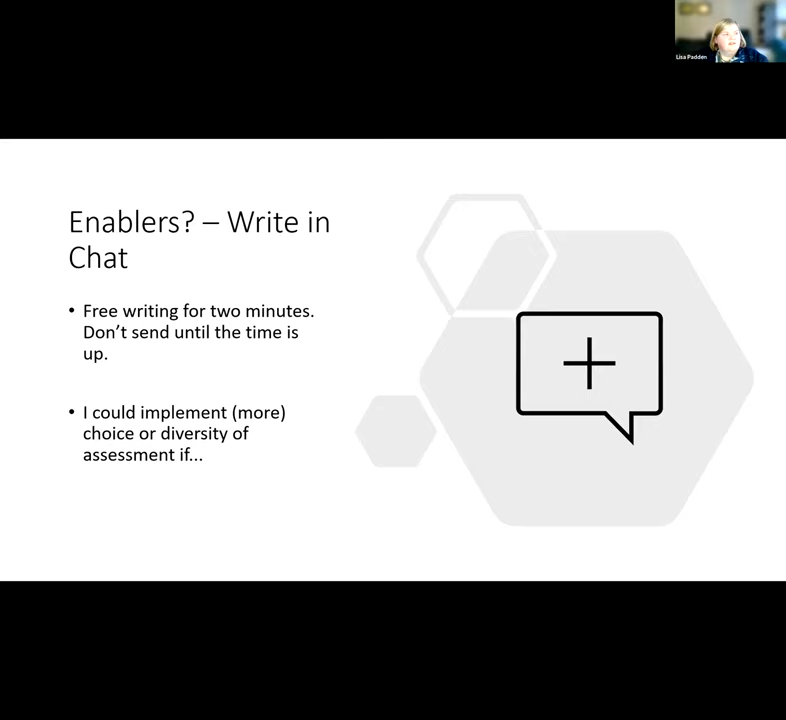 Lisa Padden
Enablers? – Write in
Chat
• Free writing for two minutes.
Don’t send until the time is
up.
• I could implement (more)
choice or diversity of
assessment if...